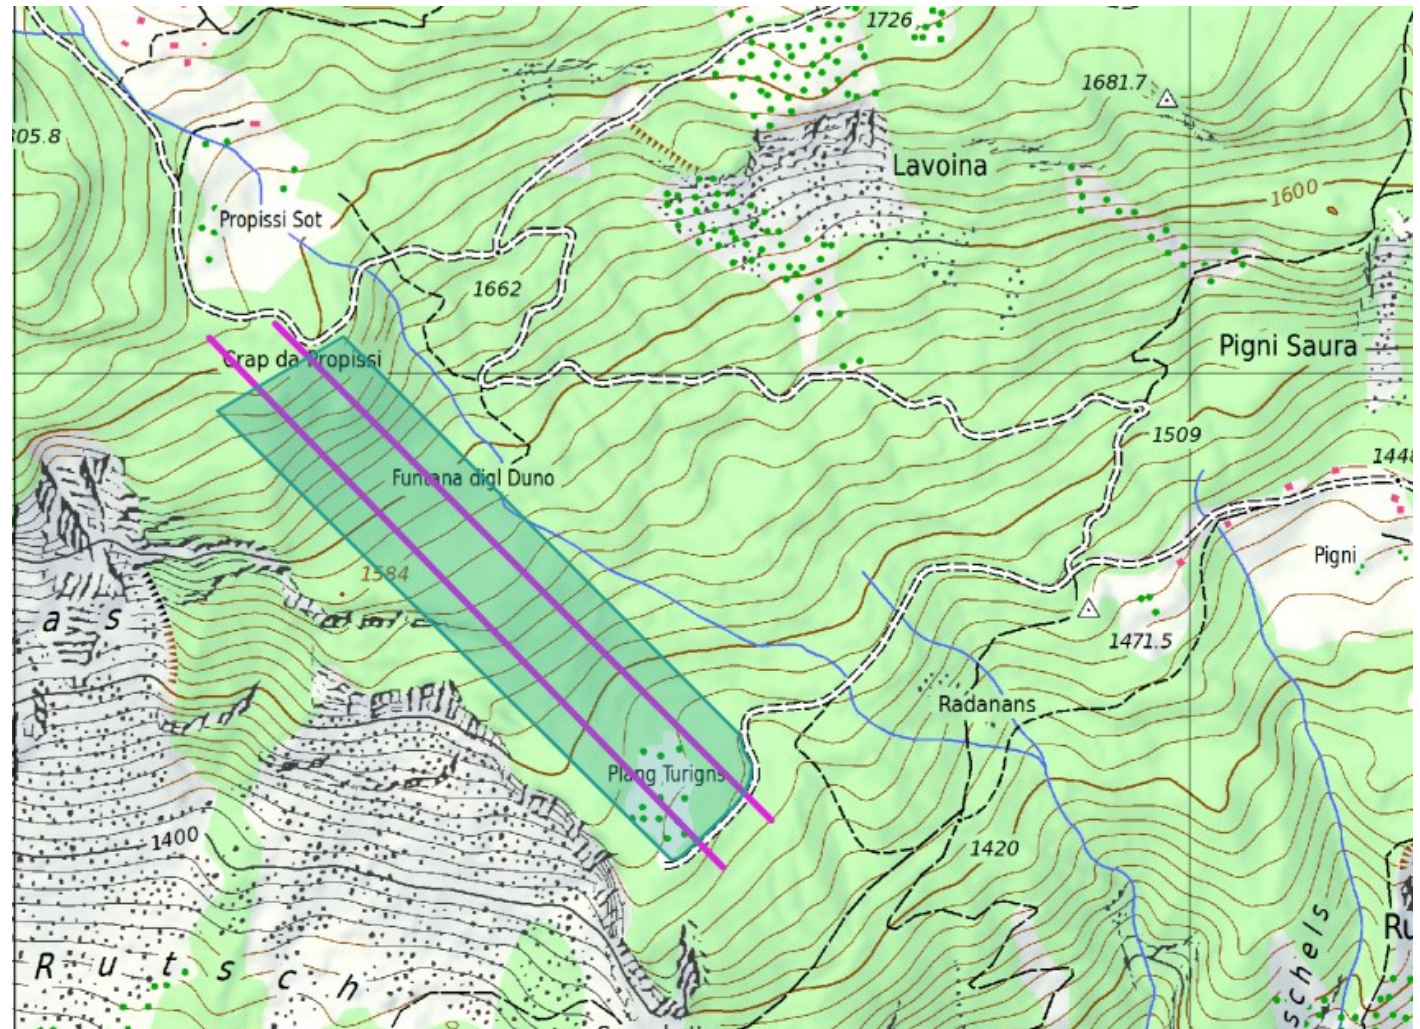 1726
1681.7
305.8
Lavoina
1600
Propissi Sot
1662
Pigni Saura
Crap da Propissi
1509
1448
Funtana digl Duno
Pigni
1584
a s
1471.5
Radanans
Plang Turigns
1400
1420
schels
Ru
R u t s c h